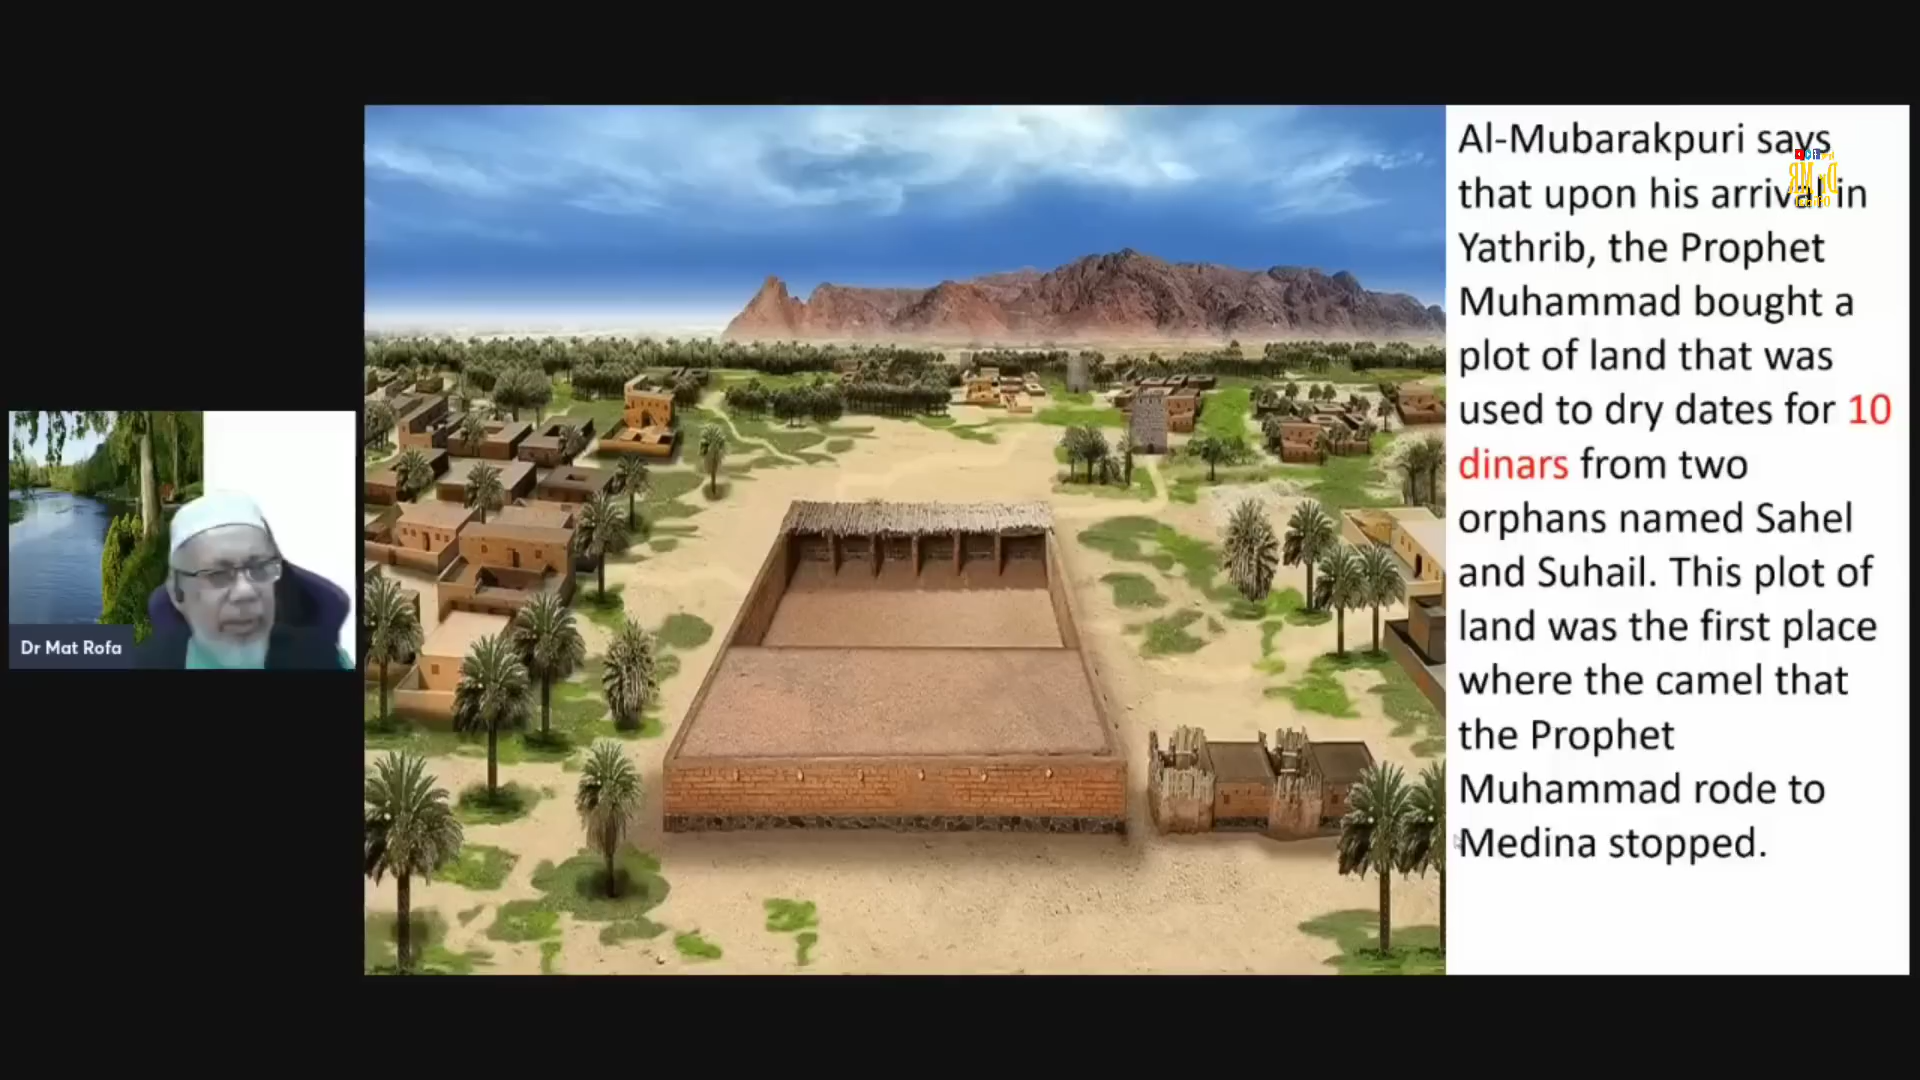 Al-Mubarakpuri says
that upon his arrival in
Yathrib, the Prophet
Muhammad bought a
plot of land that was
used to dry dates for 10
dinars from two
orphans named Sahel
and Suhail. This plot of
land was the first place
where the camel that
the Prophet
Muhammad rode to
Medina stopped.
Dr Mat Rofa